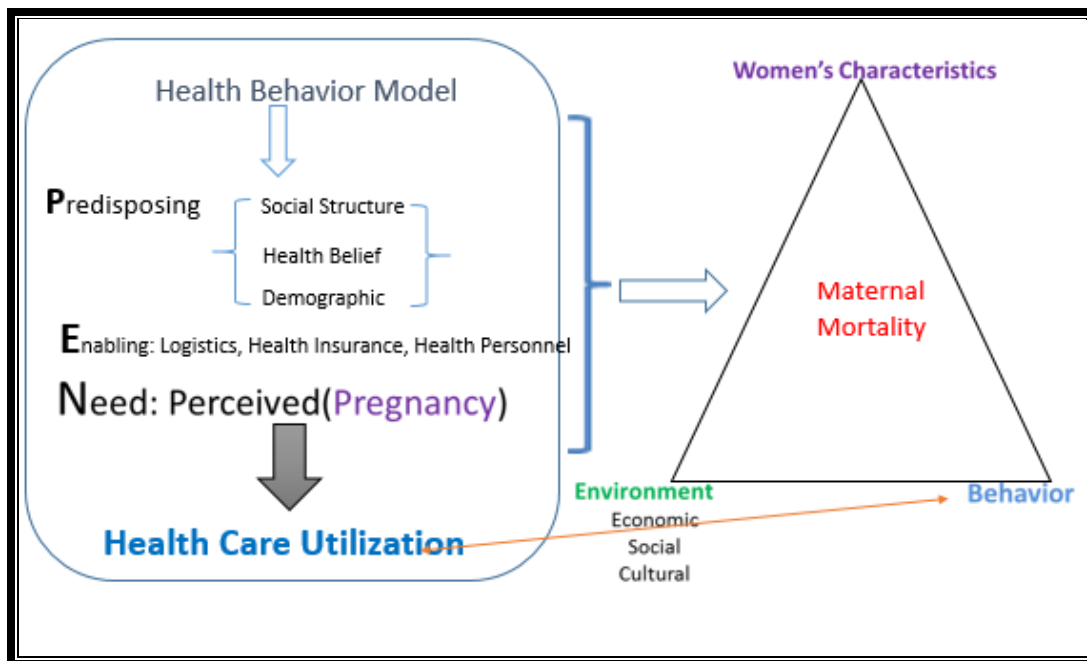 Health Behavior Model
Predisposing
Social Structure
Health Belief
Demographic
Enabling: Logistics, Health Insurance, Health Personnel
Need: Perceived(Pregnancy)
Health Care Utilization
Women's Characteristics
Maternal
Mortality
Environment
Economic
Social
Cultural
Behavior